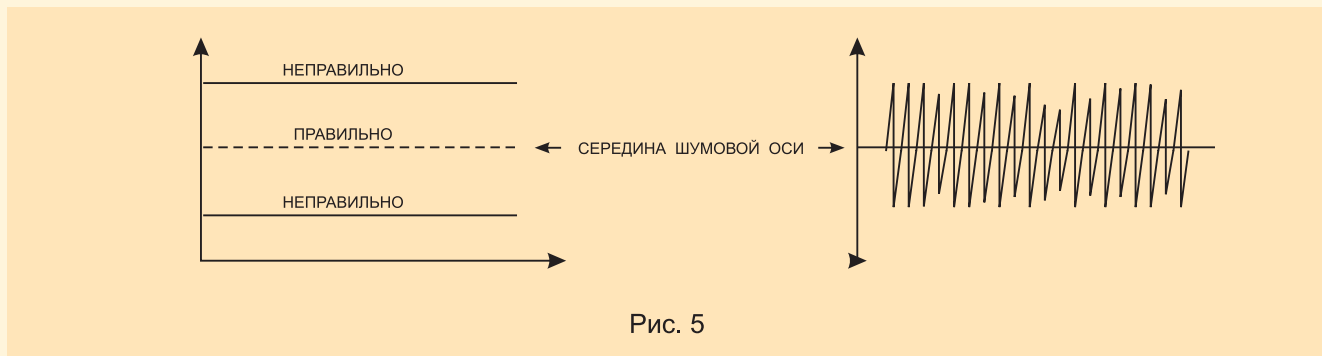 НЕПРАВИЛЬНО
ПРАВИЛЬНО
СЕРЕДИНА ШУМОВОЙ ОСИ
НЕПРАВИЛЬНО
Рис. 5